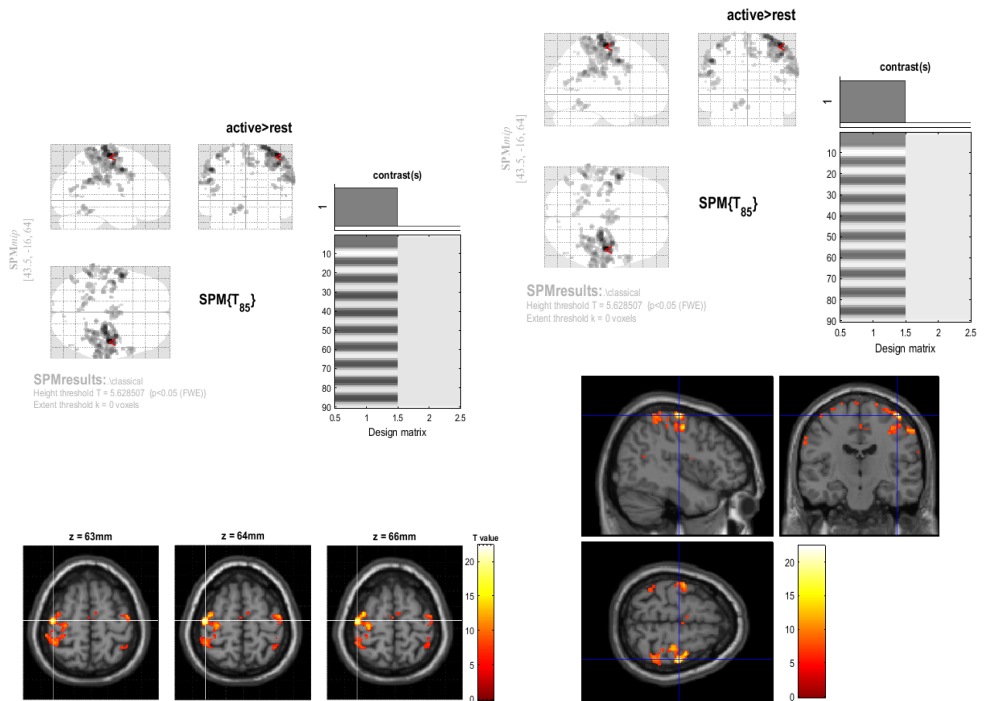 active>rest
SPMmip
[43.5, -16, 64]
contrast(s)
1
SPM{T85}
10
20
30
40
50
60
70
80
90
0.5 1 1.5 2 2.5
Design matrix
SPMresults: .\classical
Height threshold T = 5.628507 {p<0.05 (FWE)}
Extent threshold k = 0 voxels
z = 63mm z = 64mm z = 66mm T value
20
15
10
5
0
active>rest
SPMmip
[43.5, -16, 64]
contrast(s)
1
SPM{T85}
10
20
30
40
50
60
70
80
90
0.5 1 1.5 2 2.5
Design matrix
SPMresults: .\classical
Height threshold T = 5.628507 {p<0.05 (FWE)}
Extent threshold k = 0 voxels
20
15
10
5
0